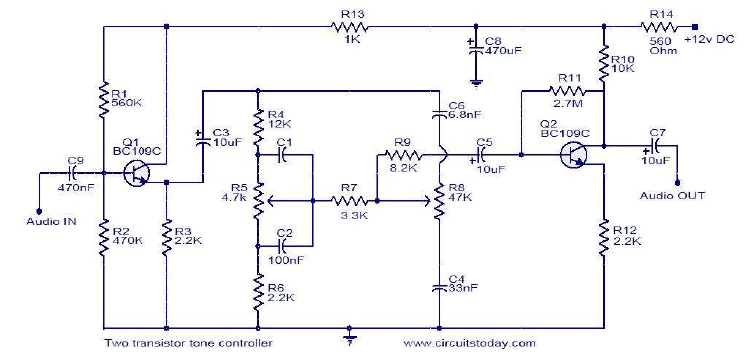 R13
1K
C8
470uF
R14
560
Ohm
+12v DC
R10
10K
R11
2.7M
R1
560K
Q1
BC109C
C3
10uF
R4
12K
C1
C6
6.8nF
Q2
BC109C
C9
470nF
R5
4.7k
R7
3.3K
R9
8.2K
C5
10uF
R8
47K
C7
10uF
Audio IN
Audio OUT
R2
470K
R3
2.2K
C2
100nF
R6
2.2K
C4
33nF
R12
2.2K
Two transistor tone controller
www.circuitstoday.com